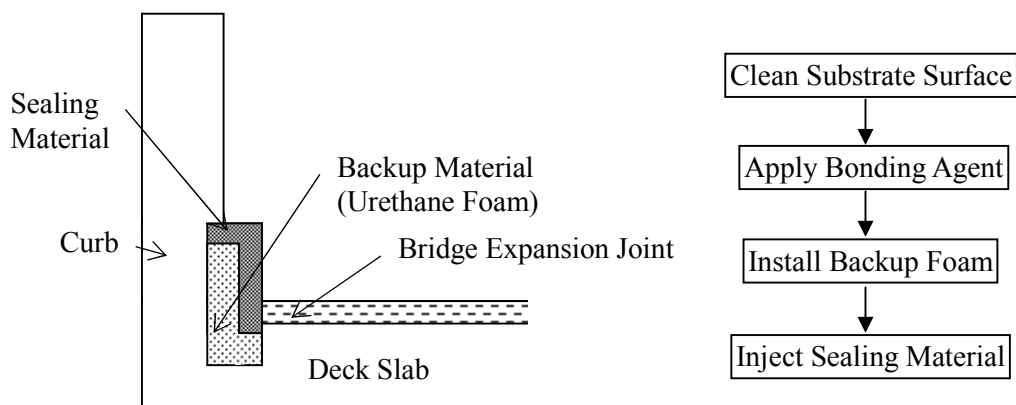 Sealing
Material
Backup Material
(Urethane Foam)
Curb
Bridge Expansion Joint
Deck Slab
Clean Substrate Surface
Apply Bonding Agent
Install Backup Foam
Inject Sealing Material